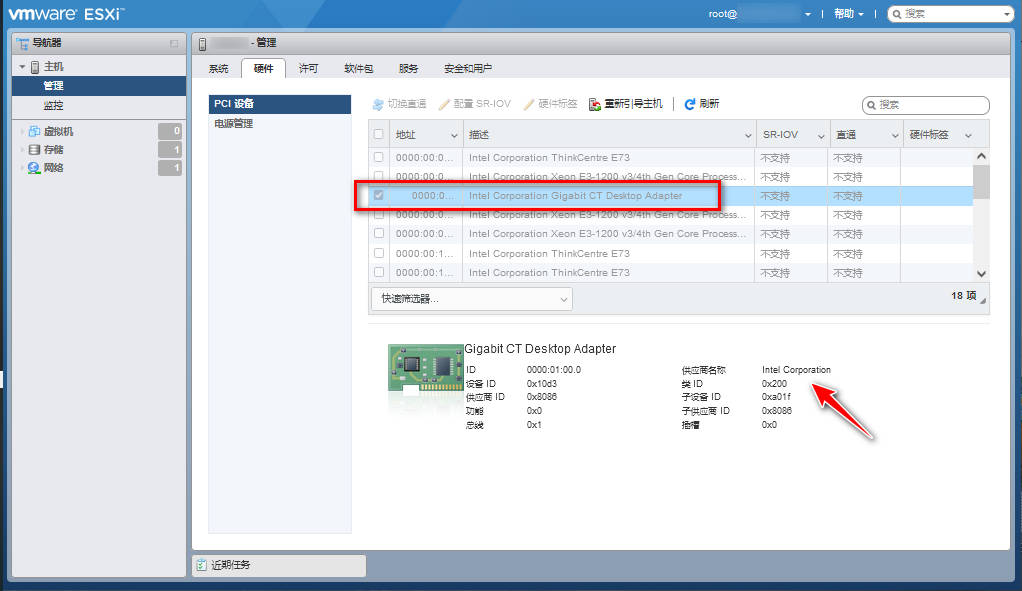 vmware ESXi™
root@ 帮助 搜索
导航器
主机
管理
监控
虚拟机 0
存储 1
网络 1
- 管理
系统 硬件 许可 软件包 服务 安全和用户
PCI 设备
电源管理
切换直通 配置 SR-IOV 硬件标签 重新引导主机 刷新 搜索
地址 描述 SR-IOV 直通 硬件标签
0000:00:0... Intel Corporation ThinkCentre E73 不支持 不支持
0000:00:0... Intel Corporation Xeon E3-1200 v3/4th Gen Core Process... 不支持 不支持
0000:0... Intel Corporation Gigabit CT Desktop Adapter 不支持 不支持
0000:00:0... Intel Corporation Xeon E3-1200 v3/4th Gen Core Process... 不支持 不支持
0000:00:0... Intel Corporation Xeon E3-1200 v3/4th Gen Core Process... 不支持 不支持
0000:00:1... Intel Corporation ThinkCentre E73 不支持 不支持
0000:00:1... Intel Corporation ThinkCentre E73 不支持 不支持
快速筛选器... 18 项
Gigabit CT Desktop Adapter
ID 0000:01:00.0 供应商名称 Intel Corporation
设备 ID 0x10d3 类 ID 0x200
供应商 ID 0x8086 子设备 ID 0xa01f
功能 0x0 子供应商 ID 0x8086
总线 0x1 插槽 0x0
近期任务